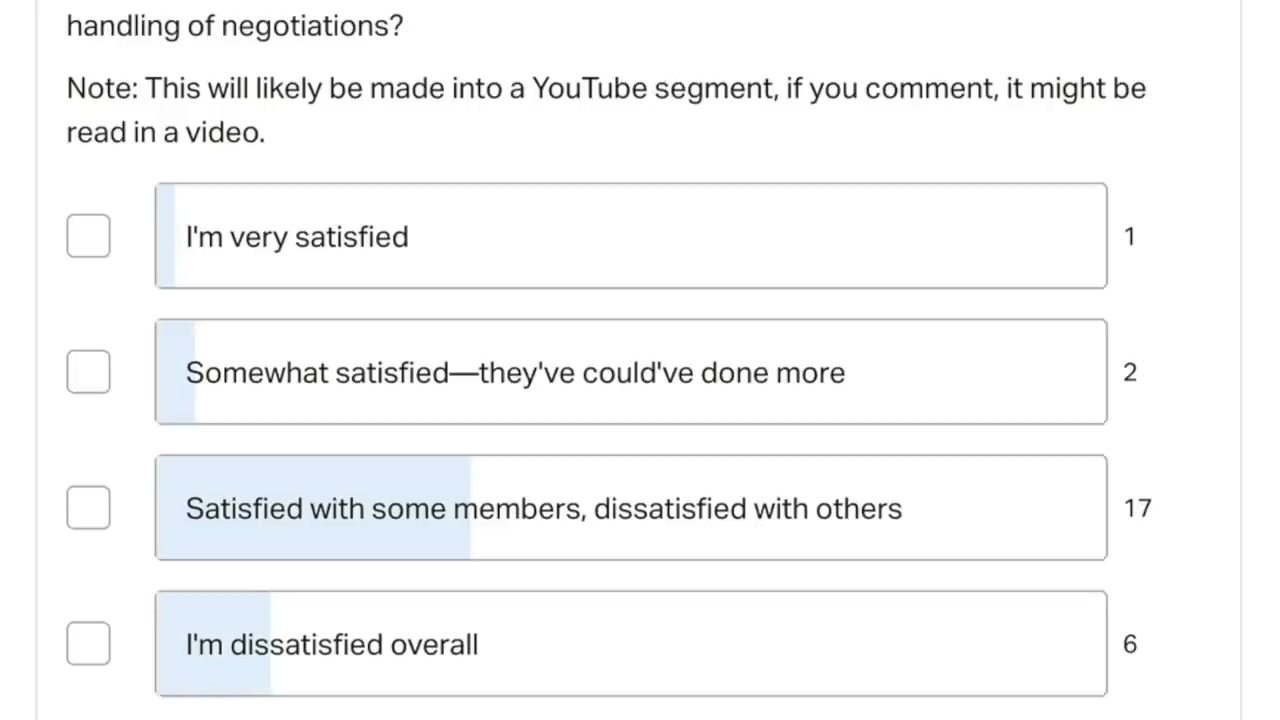 handling of negotiations?
Note: This will likely be made into a YouTube segment, if you comment, it might be
read in a video.
I'm very satisfied
1
Somewhat satisfied—they've could've done more
2
Satisfied with some members, dissatisfied with others
17
I'm dissatisfied overall
6